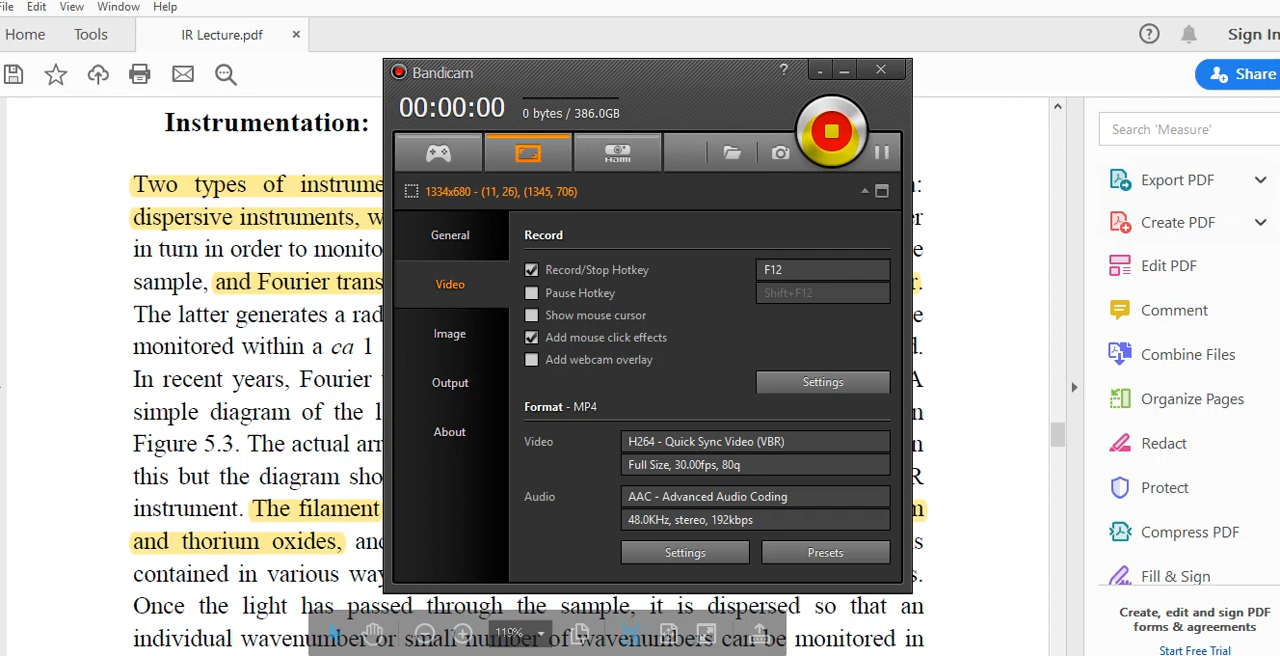 File Edit View Window Help
Home Tools IR Lecture.pdf × ? Sign In
Share
Instrumentation:
Two types of instrume
dispersive instruments, w
in turn in order to monito
sample, and Fourier trans
The latter generates a rad
monitored within a ca 1
In recent years, Fourier
simple diagram of the l
Figure 5.3. The actual arr
this but the diagram sho
instrument. The filament
and thorium oxides, and
contained in various way
Once the light has passed through the sample, it is dispersed so that an
individual wavenumber or small number of wavenumbers can be monitored in
Bandicam
?
00:00:00
0 bytes / 386.0GB
HDMI
1334x680 - (11, 26), (1345, 706)
General
Video
Image
Output
About
Record
Record/Stop Hotkey F12
Pause Hotkey Shift+F12
Show mouse cursor
Add mouse click effects
Add webcam overlay
Settings
Format - MP4
Video H264 - Quick Sync Video (VBR)
Full Size, 30.00fps, 80q
Audio AAC - Advanced Audio Coding
48.0KHz, stereo, 192kbps
Settings Presets
119%
Search 'Measure'
Export PDF
Create PDF
Edit PDF
Comment
Combine Files
Organize Pages
Redact
Protect
Compress PDF
Fill & Sign
Create, edit and sign PDF
forms & agreements
Start Free Trial